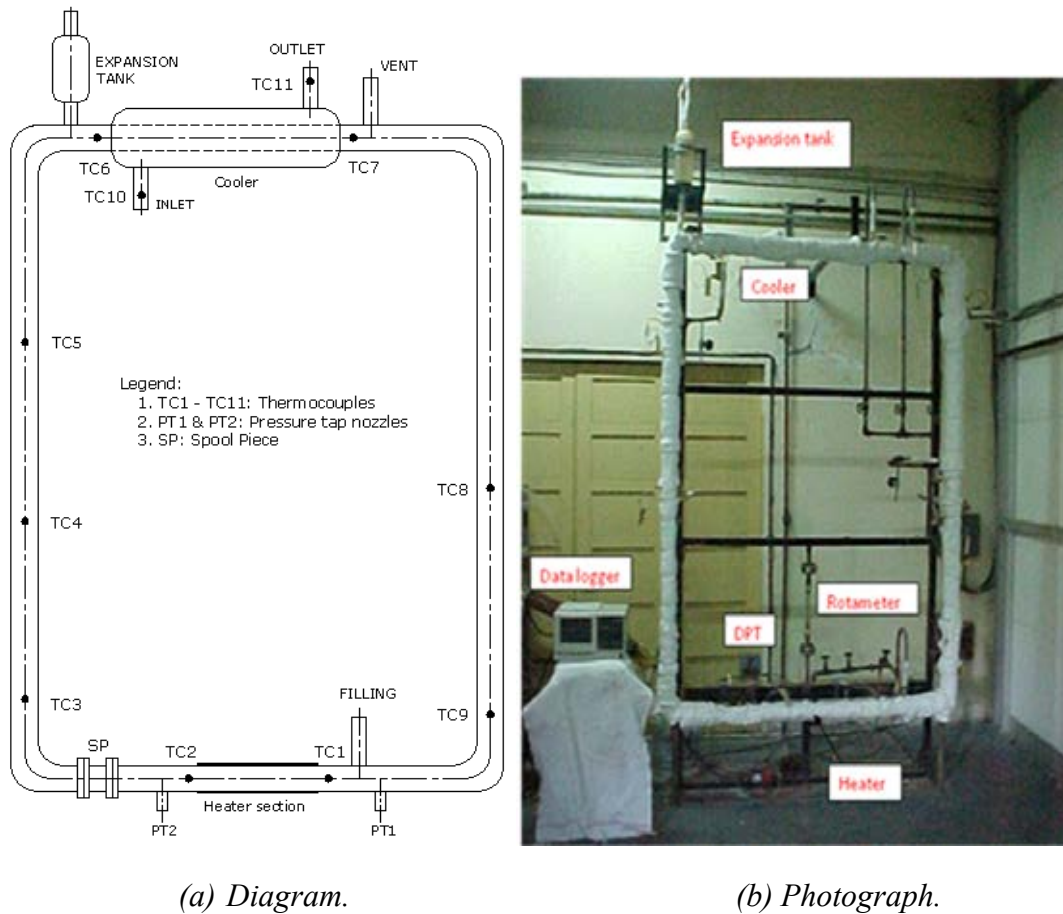 EXPANSION
TANK
OUTLET
TC11
VENT
TC6
TC7
Cooler
TC10
INLET
TC5
Legend:
1. TC1 - TC11: Thermocouples
2. PT1 & PT2: Pressure tap nozzles
3. SP: Spool Piece
TC8
TC4
TC3
FILLING
TC9
SP
TC2
TC1
Heater section
PT2
PT1
(a) Diagram.
Expansion tank
Cooler
Data logger
Rotameter
DPT
Heater
(b) Photograph.